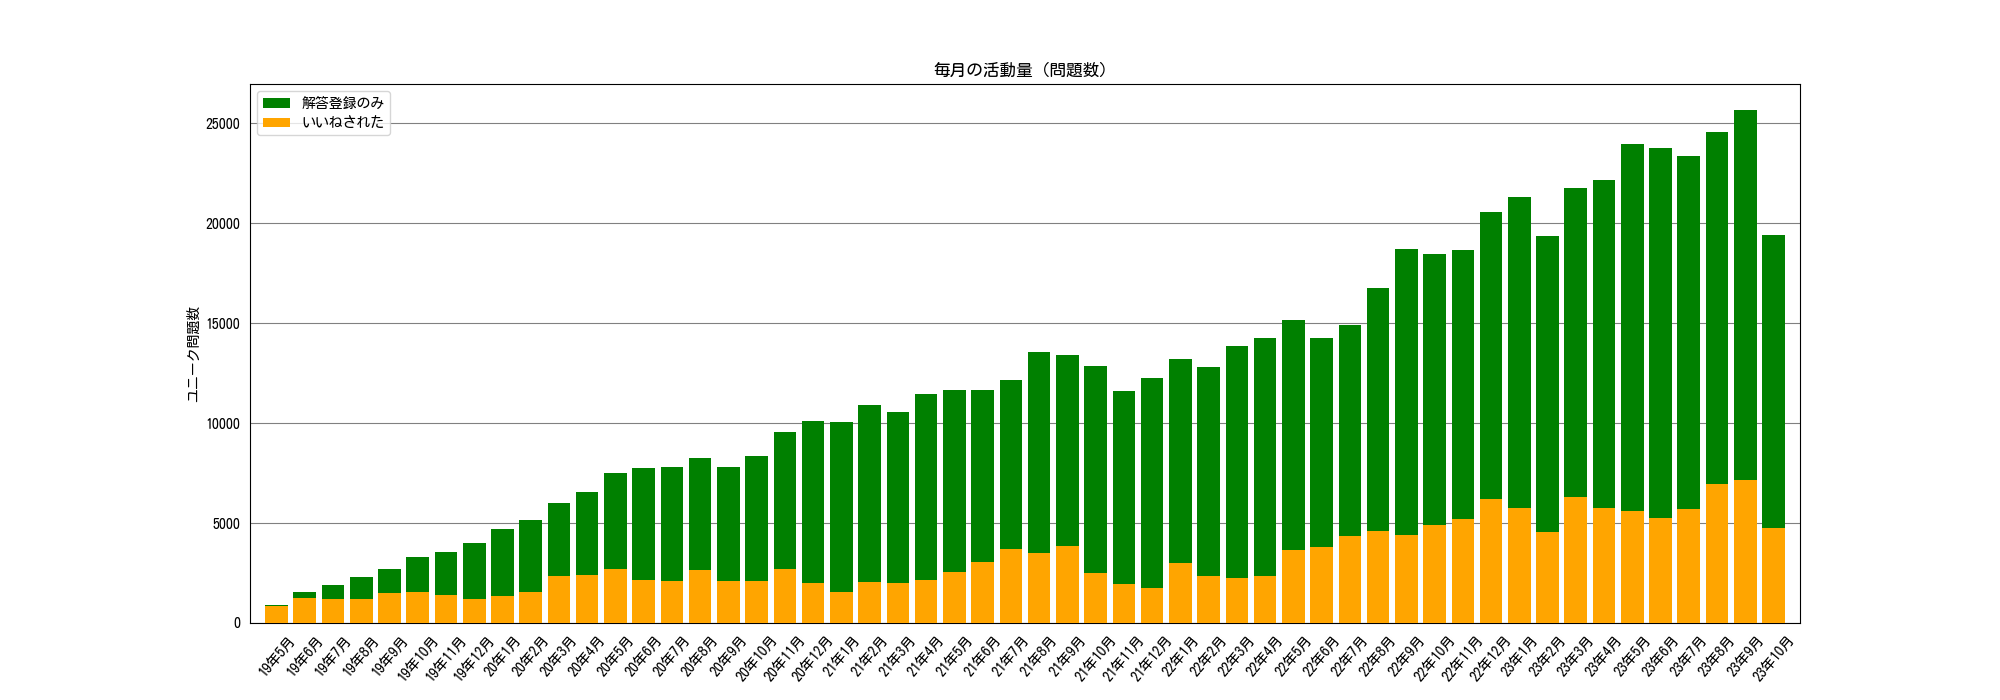 毎月の活動量（問題数）
解答登録のみ
いいねされた
ユニーク問題数
25000
20000
15000
10000
5000
0
19年5月
19年6月
19年7月
19年8月
19年9月
19年10月
19年11月
19年12月
20年1月
20年2月
20年3月
20年4月
20年5月
20年6月
20年7月
20年8月
20年9月
20年10月
20年11月
20年12月
21年1月
21年2月
21年3月
21年4月
21年5月
21年6月
21年7月
21年8月
21年9月
21年10月
21年11月
21年12月
22年1月
22年2月
22年3月
22年4月
22年5月
22年6月
22年7月
22年8月
22年9月
22年10月
22年11月
22年12月
23年1月
23年2月
23年3月
23年4月
23年5月
23年6月
23年7月
23年8月
23年9月
23年10月